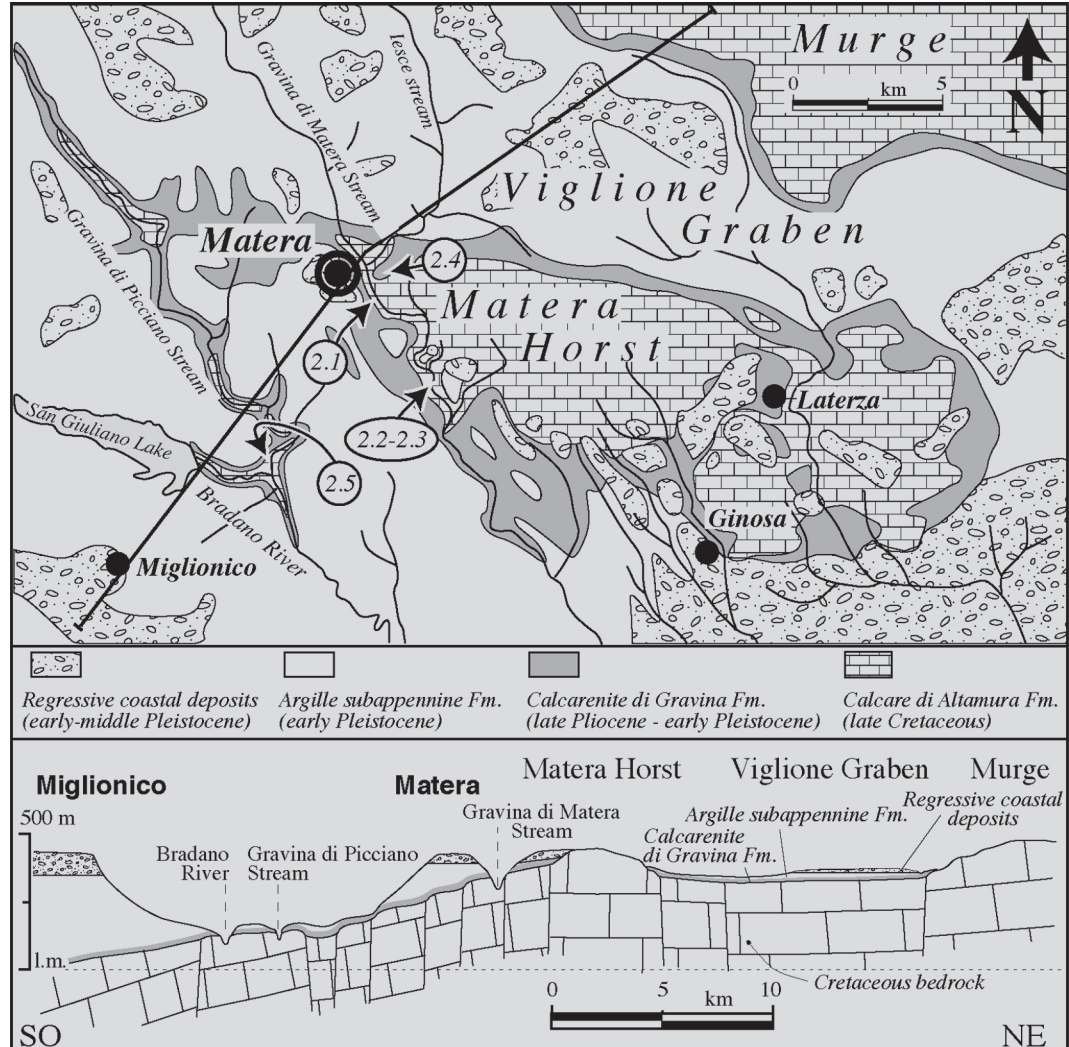 Murge
0 5
km
N
Gravina di Matera Stream
Iesce stream
Viglione
Graben
Gravina di Picciano Stream
Matera
2.4
Matera
Horst
2.1
Laterza
San Giuliano Lake
2.2-2.3
2.5
Ginosa
Bradano River
Miglionico
Regressive coastal deposits
(early-middle Pleistocene)
Argille subappennine Fm.
(early Pleistocene)
Calcarenite di Gravina Fm.
(late Pliocene - early Pleistocene)
Calcare di Altamura Fm.
(late Cretaceous)
Miglionico
Matera
Matera Horst
Viglione Graben
Murge
500 m
Gravina di Matera
Stream
Argille subappennine Fm.
Regressive coastal
deposits
Calcarenite
di Gravina Fm.
Bradano
River
Gravina di Picciano
Stream
l.m.
Cretaceous bedrock
0 5 10
km
SO
NE